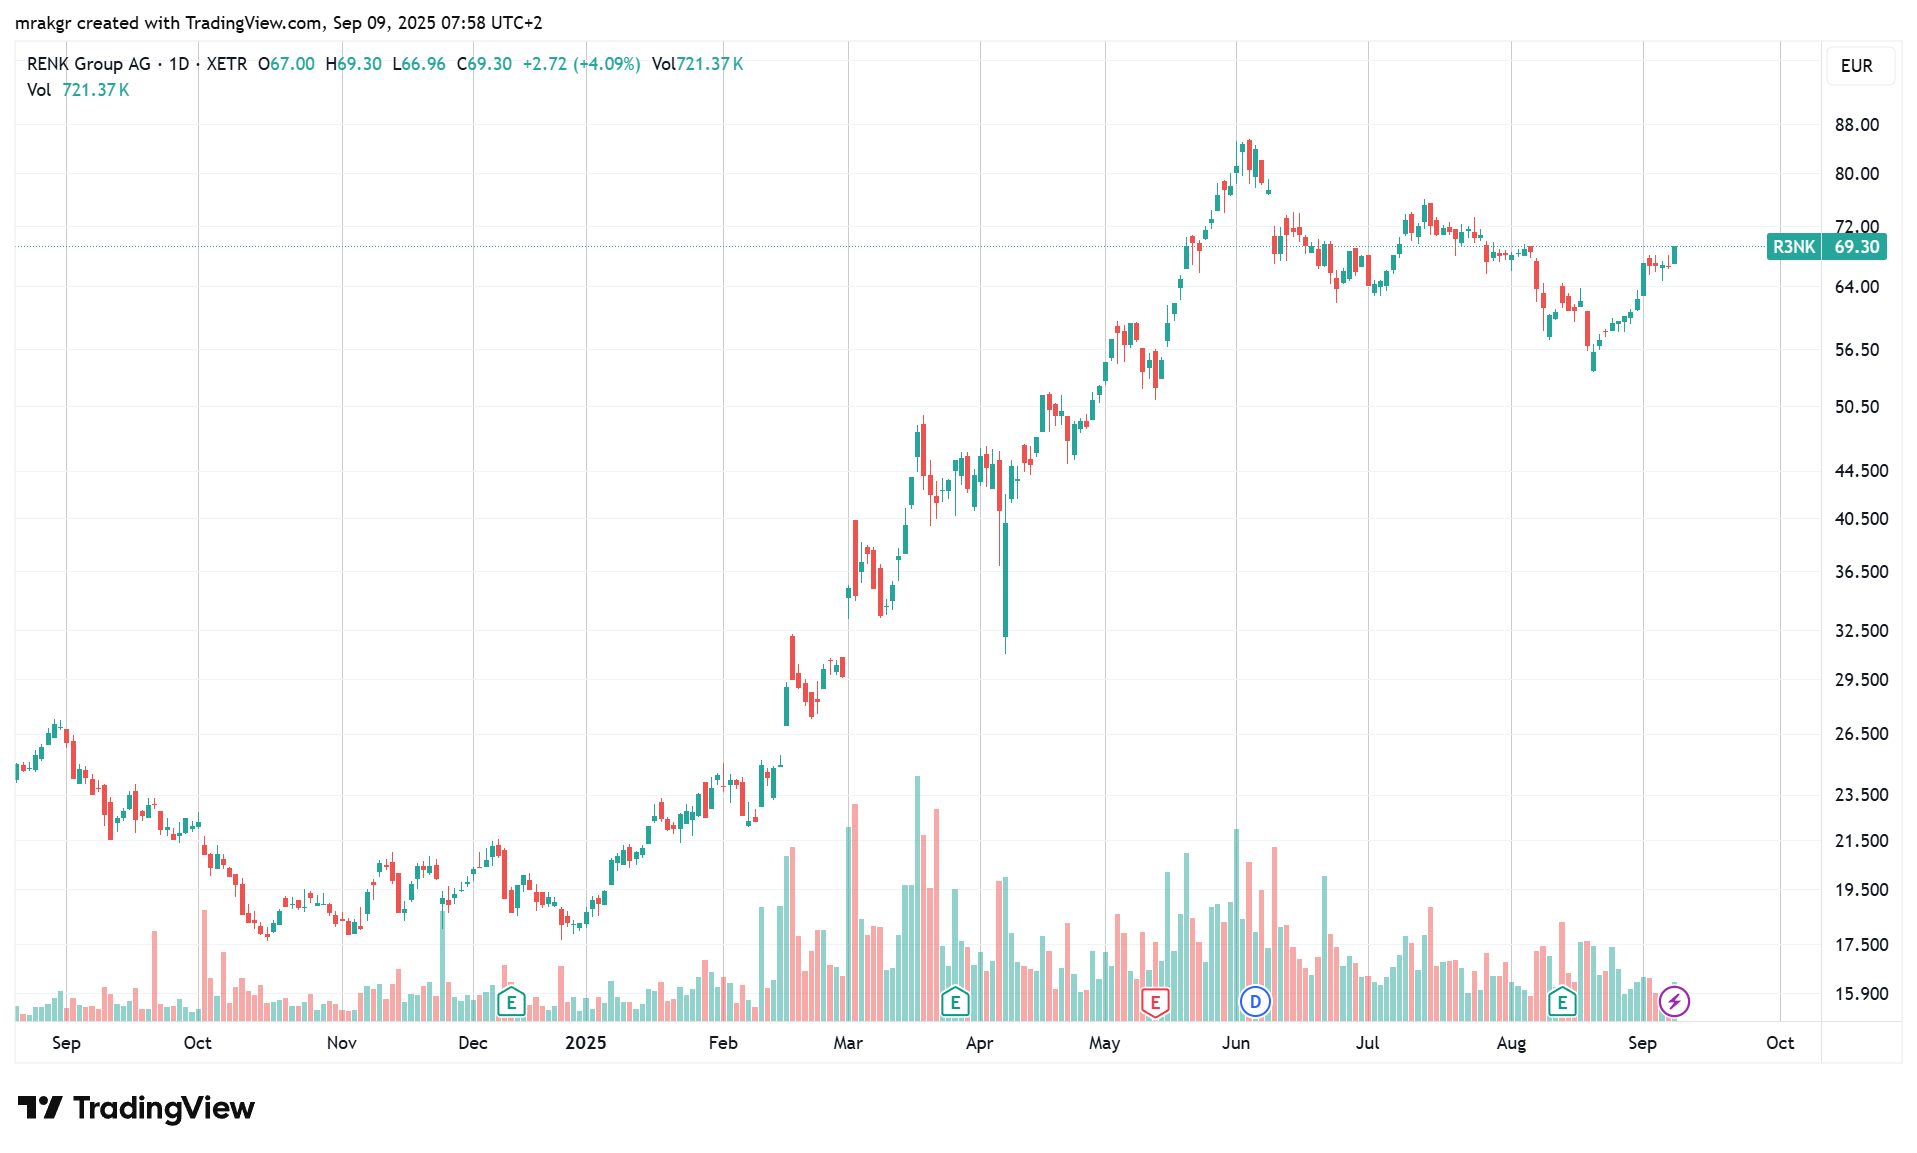 mrakgr created with TradingView.com, Sep 09, 2025 07:58 UTC+2
RENK Group AG · 1D · XETR O67.00 H69.30 L66.96 C69.30 +2.72 (+4.09%) Vol721.37K
Vol 721.37K
EUR
88.00
80.00
72.00
R3NK 69.30
64.00
56.50
50.50
44.500
40.500
36.500
32.500
29.500
26.500
23.500
21.500
19.500
17.500
15.900
E E E D E
Sep Oct Nov Dec 2025 Feb Mar Apr May Jun Jul Aug Sep Oct
TradingView